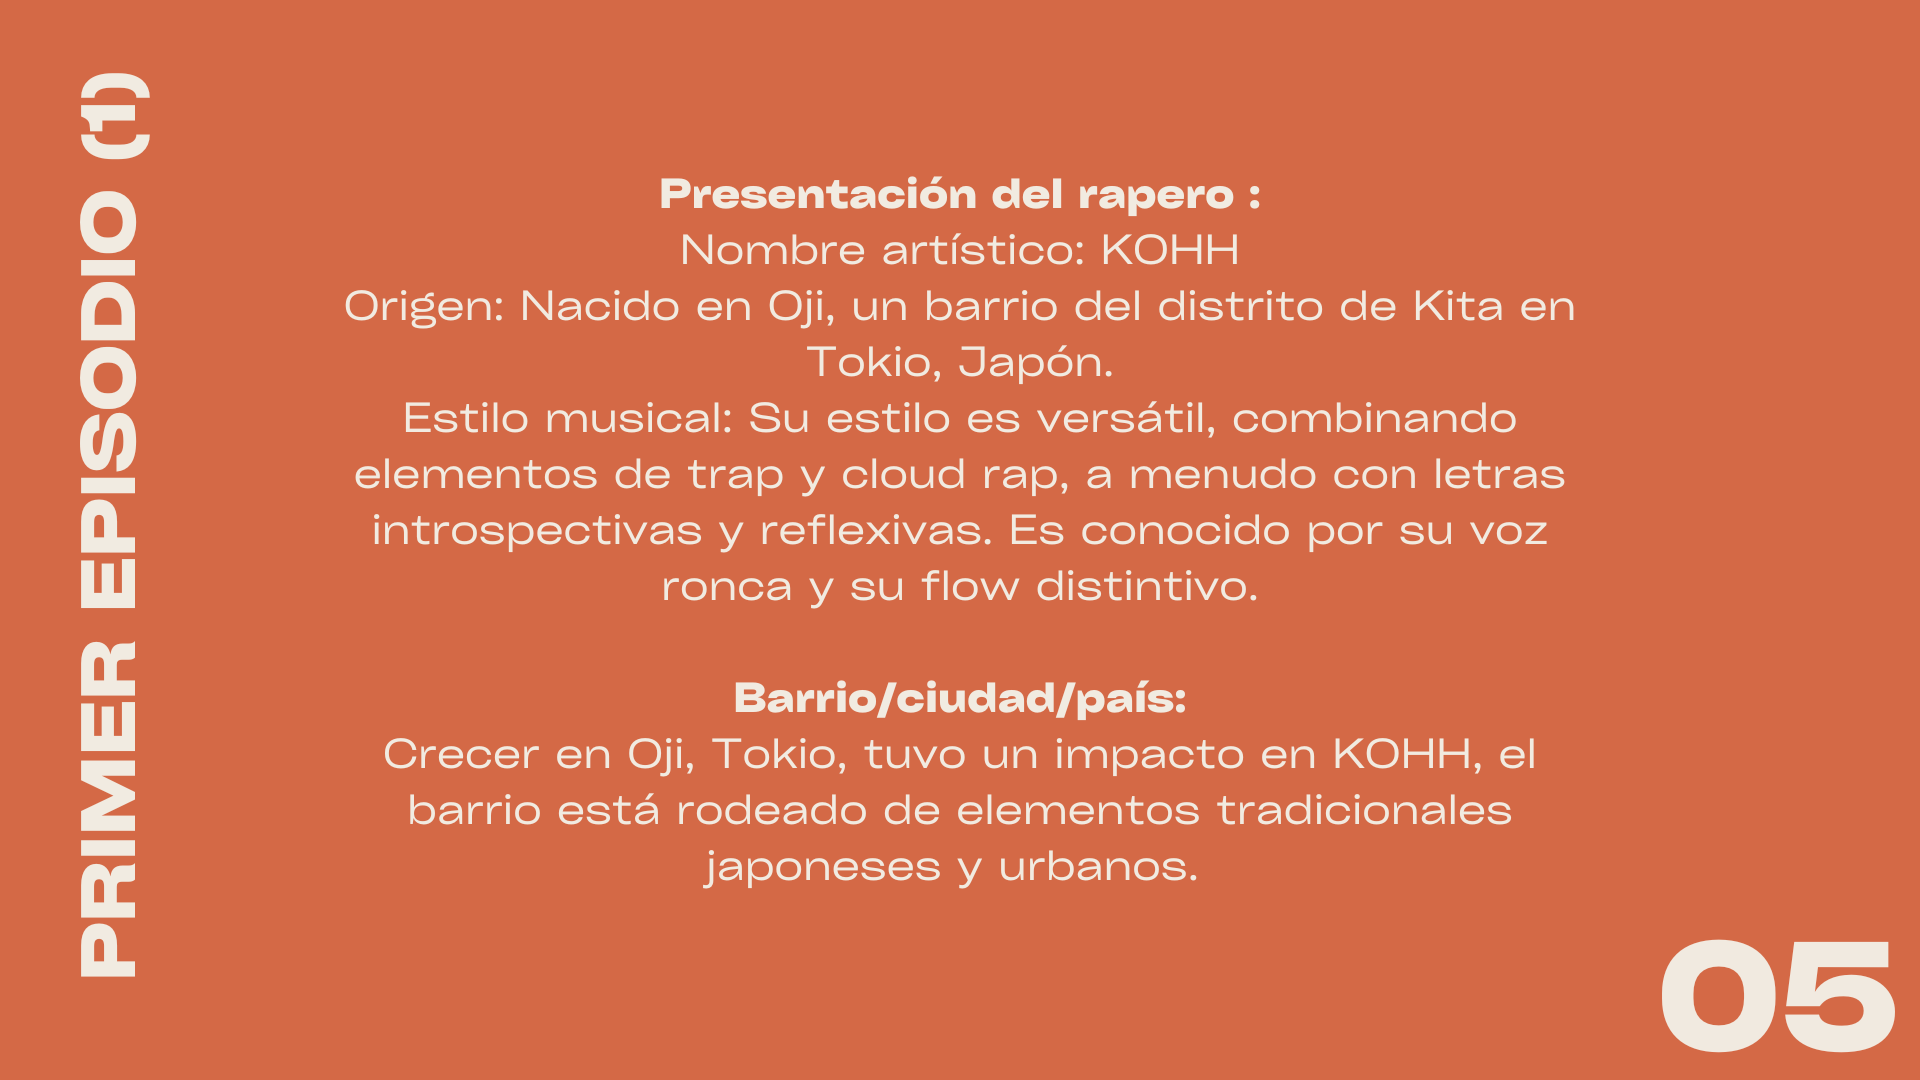 PRIMER EPISODIO (1)
Presentación del rapero :
Nombre artístico: KOHH
Origen: Nacido en Oji, un barrio del distrito de Kita en
Tokio, Japón.
Estilo musical: Su estilo es versátil, combinando
elementos de trap y cloud rap, a menudo con letras
introspectivas y reflexivas. Es conocido por su voz
ronca y su flow distintivo.
Barrio/ciudad/país:
Crecer en Oji, Tokio, tuvo un impacto en KOHH, el
barrio está rodeado de elementos tradicionales
japoneses y urbanos.
05